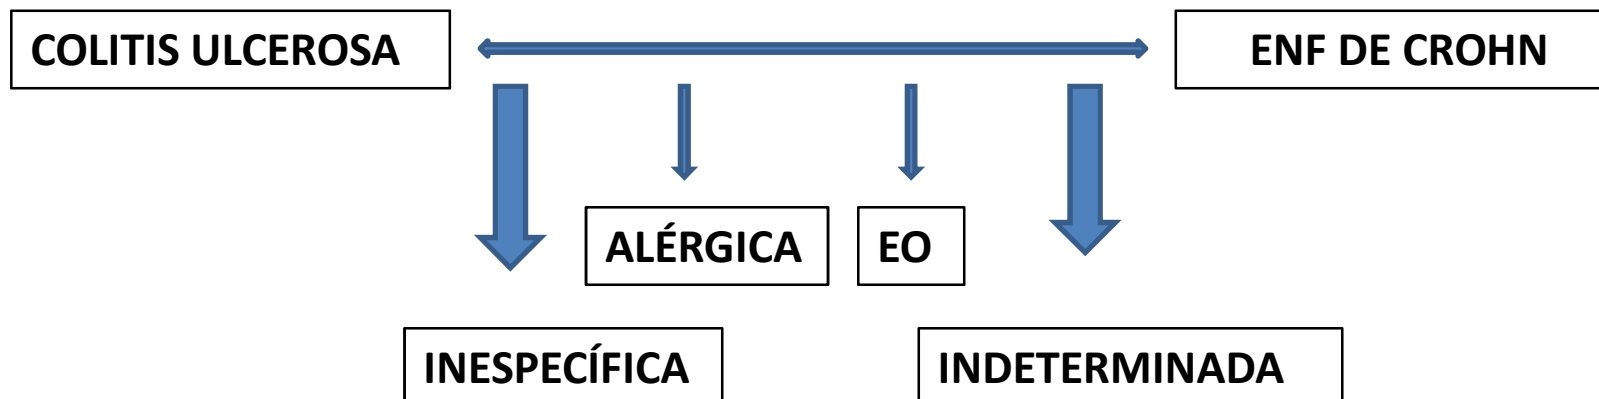 COLITIS ULCEROSA
ENF DE CROHN
ALÉRGICA
EO
INESPECÍFICA
INDETERMINADA